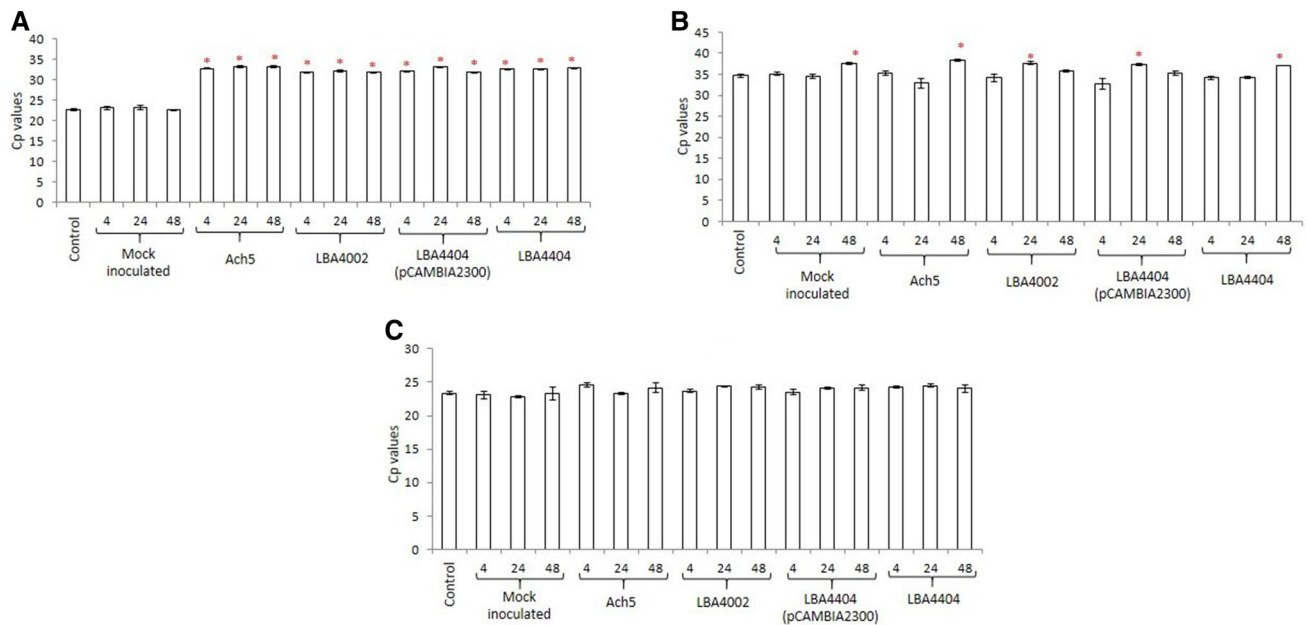 A
Cp values
40
35
30
25
20
15
10
5
0
* * * * * * * * * * * *
Control 4 24 48 4 24 48 4 24 48 4 24 48 4 24 48
Mock
inoculated
Ach5
LBA4002
LBA4404
(pCAMBIA2300)
LBA4404
B
Cp values
45
40
35
30
25
20
15
10
5
0
* * * * *
Control 4 24 48 4 24 48 4 24 48 4 24 48 4 24 48
Mock
inoculated
Ach5
LBA4002
LBA4404
(pCAMBIA2300)
LBA4404
C
Cp values
30
25
20
15
10
5
0
Control 4 24 48 4 24 48 4 24 48 4 24 48 4 24 48
Mock
inoculated
Ach5
LBA4002
LBA4404
(pCAMBIA2300)
LBA4404